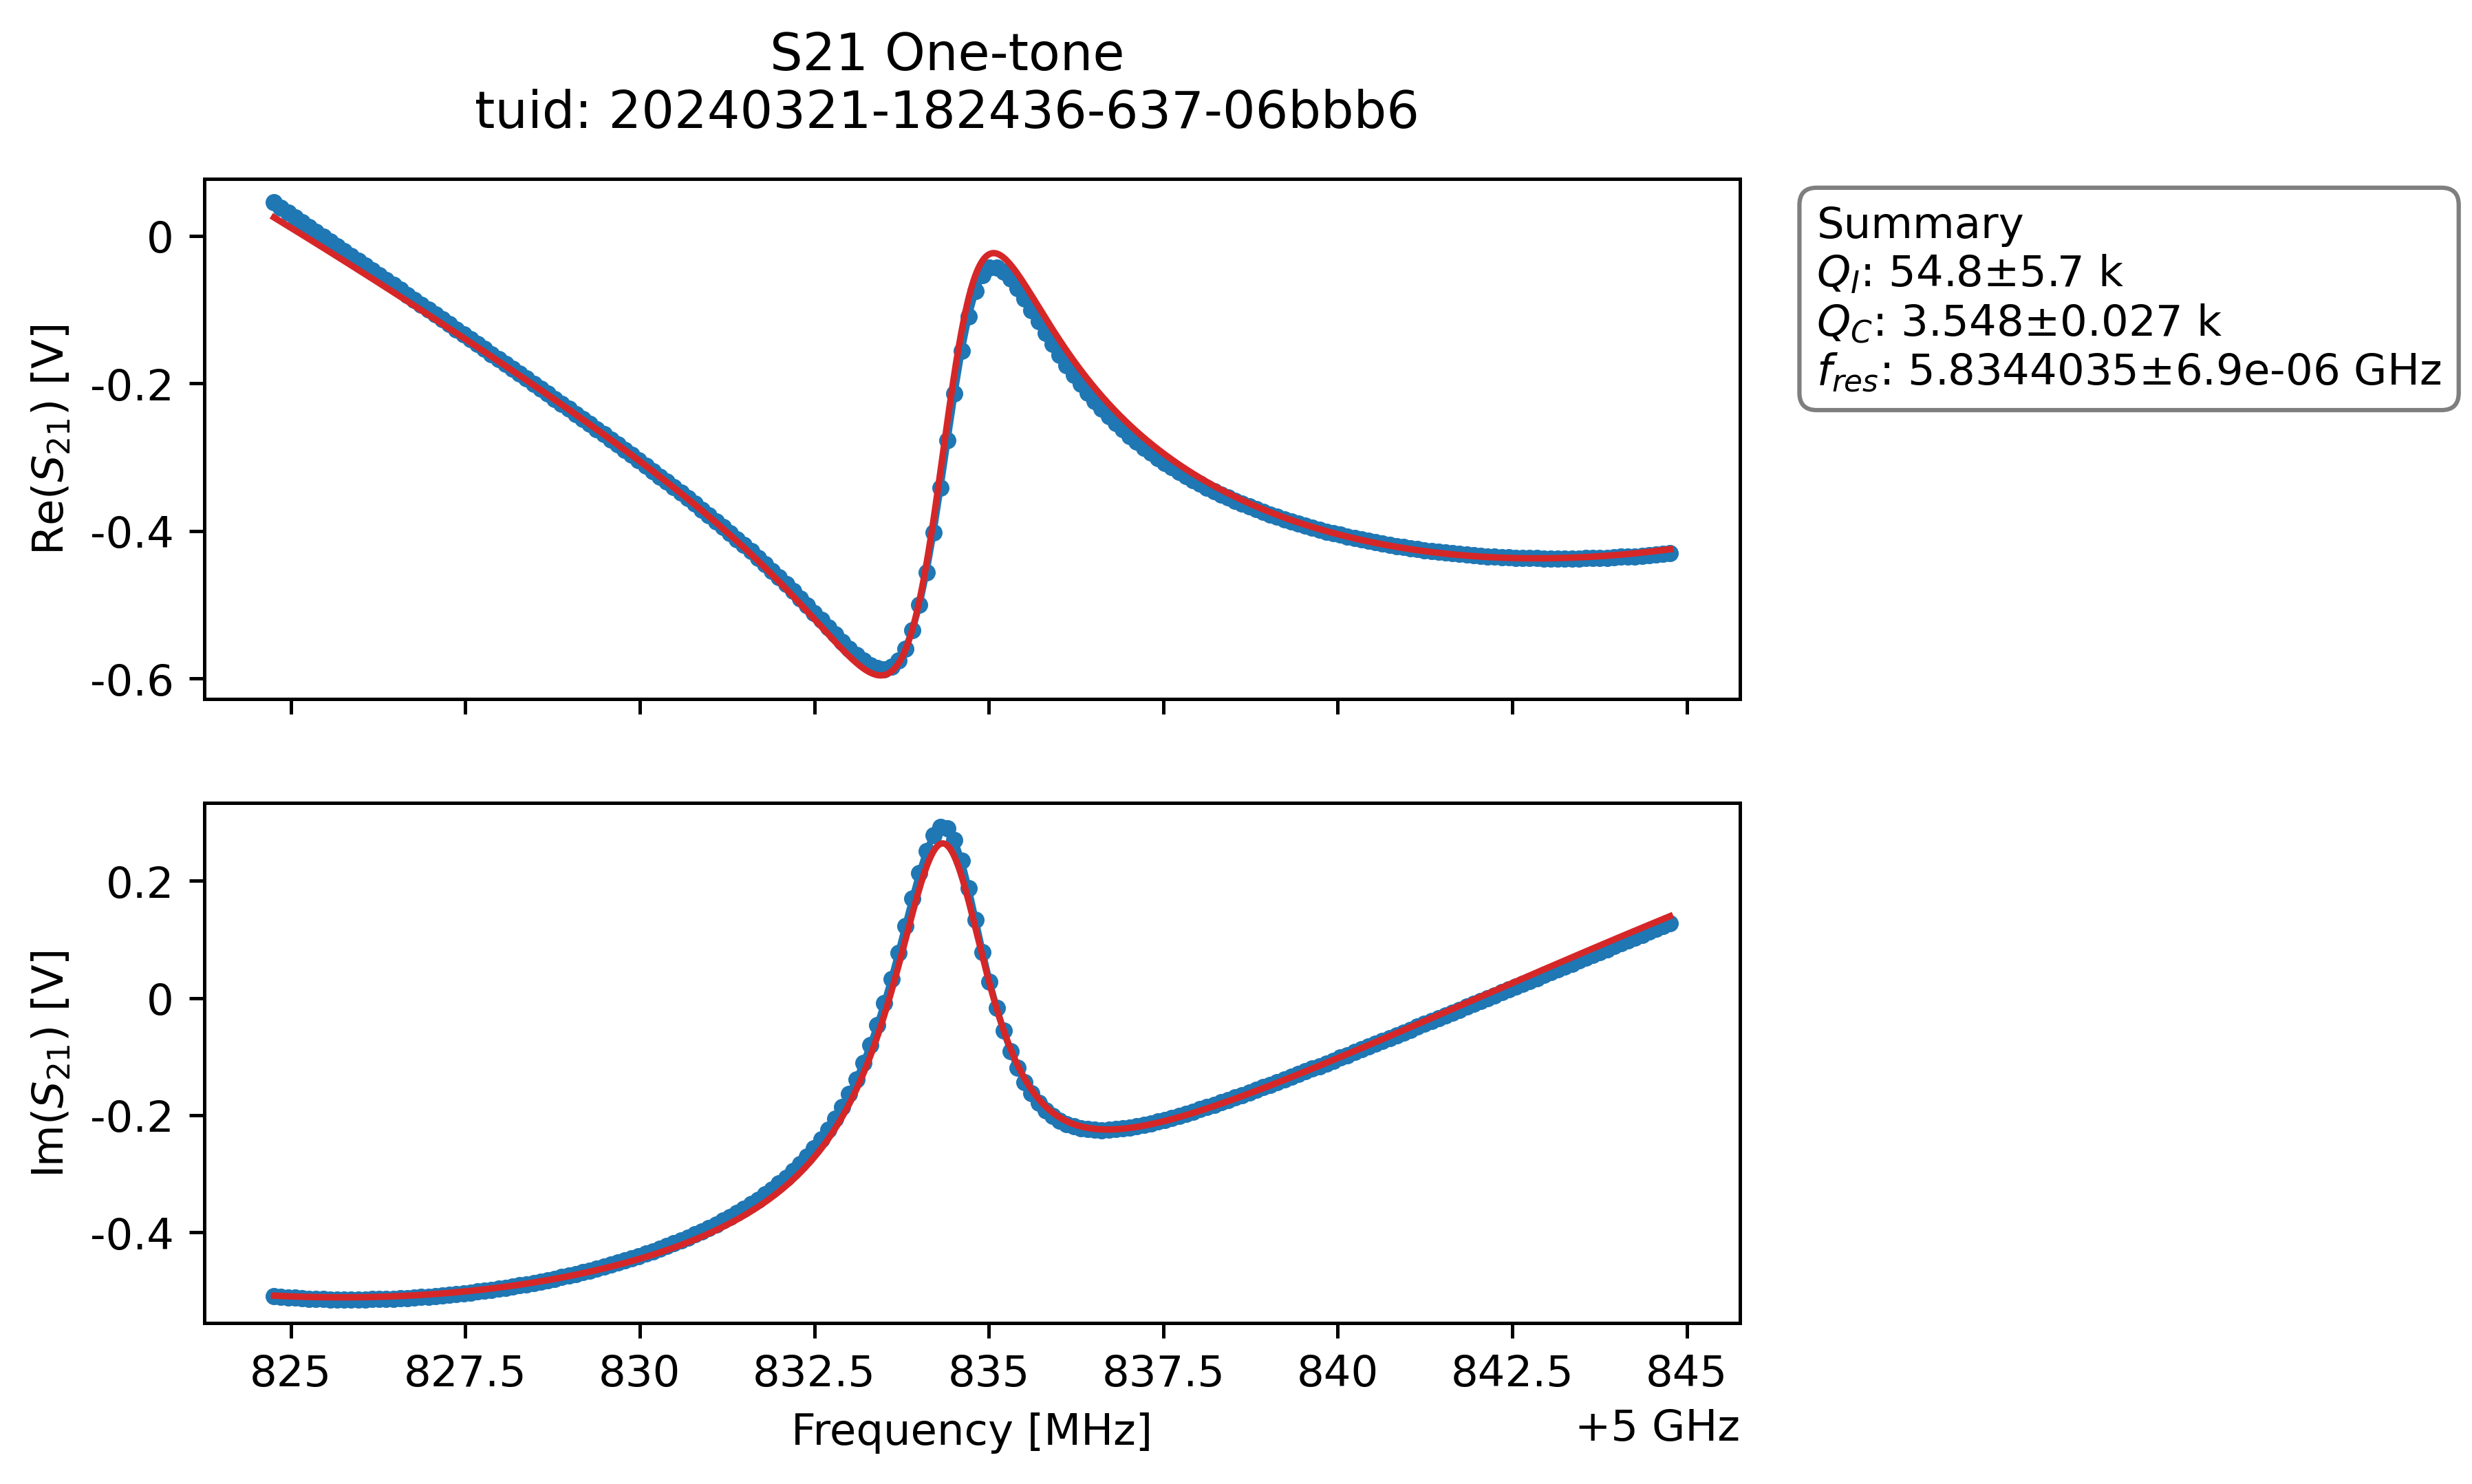 S21 One-tone
tuid: 20240321-182436-637-06bbb6
0
-0.2
-0.4
-0.6
Re(S₂₁) [V]
Summary
Q_I: 54.8±5.7 k
Q_C: 3.548±0.027 k
f_res: 5.8344035±6.9e-06 GHz
0.2
0
-0.2
-0.4
Im(S₂₁) [V]
825 827.5 830 832.5 835 837.5 840 842.5 845
Frequency [MHz]
+5 GHz